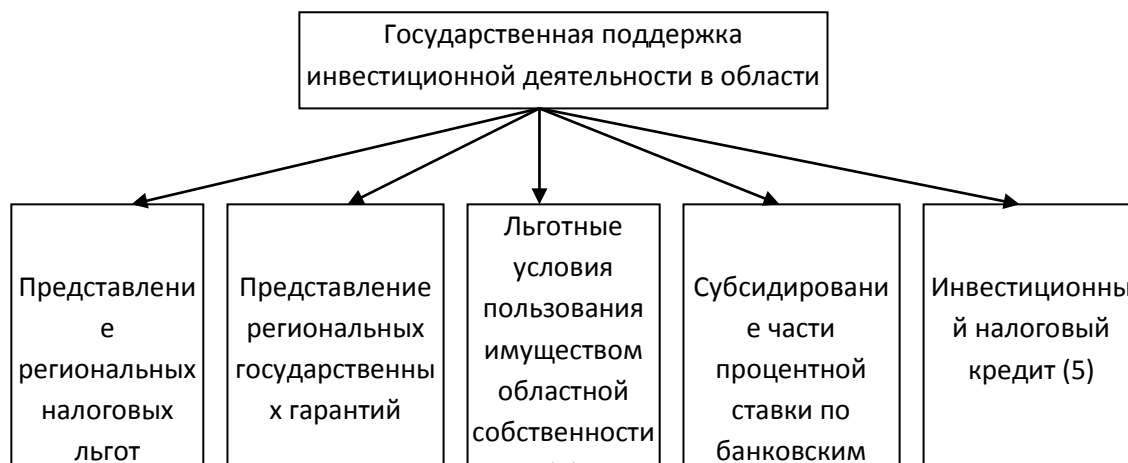 Государственная поддержка
инвестиционной деятельности в области
Представлени
е
региональных
налоговых
льгот
Представление
региональных
государственны
х гарантий
Льготные
условия
пользования
имуществом
областной
собственности
Субсидировани
е части
процентной
ставки по
банковским
Инвестиционны
й налоговый
кредит (5)